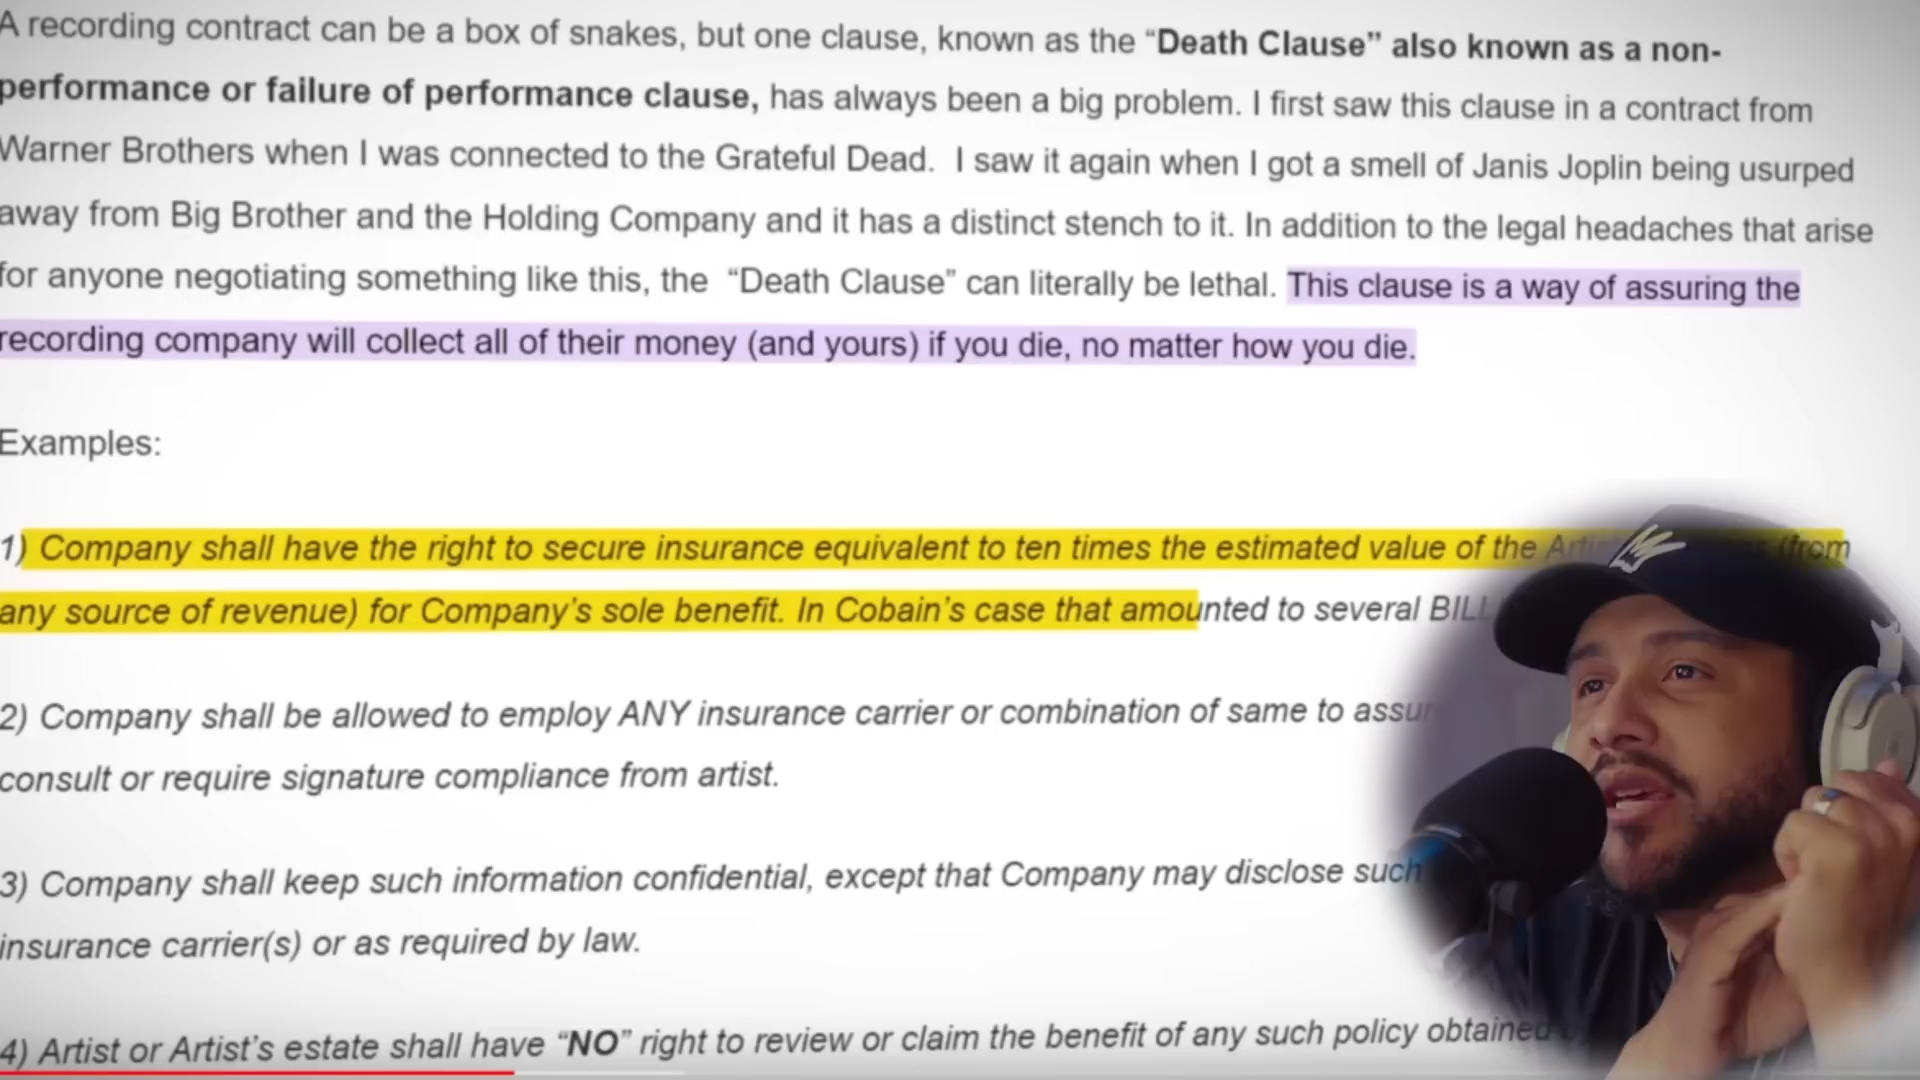 A recording contract can be a box of snakes, but one clause, known as the “Death Clause” also known as a non-
performance or failure of performance clause, has always been a big problem. I first saw this clause in a contract from
Warner Brothers when I was connected to the Grateful Dead. I saw it again when I got a smell of Janis Joplin being usurped
away from Big Brother and the Holding Company and it has a distinct stench to it. In addition to the legal headaches that arise
for anyone negotiating something like this, the “Death Clause” can literally be lethal. This clause is a way of assuring the
recording company will collect all of their money (and yours) if you die, no matter how you die.
Examples:
1) Company shall have the right to secure insurance equivalent to ten times the estimated value of the (from
any source of revenue) for Company’s sole benefit. In Cobain’s case that amounted to several
2) Company shall be allowed to employ ANY insurance carrier or combination of same to
consult or require signature compliance from artist.
3) Company shall keep such information confidential, except that Company may disclose such
insurance carrier(s) or as required by law.
4) Artist or Artist’s estate shall have “NO” right to review or claim the benefit of any such policy obtained